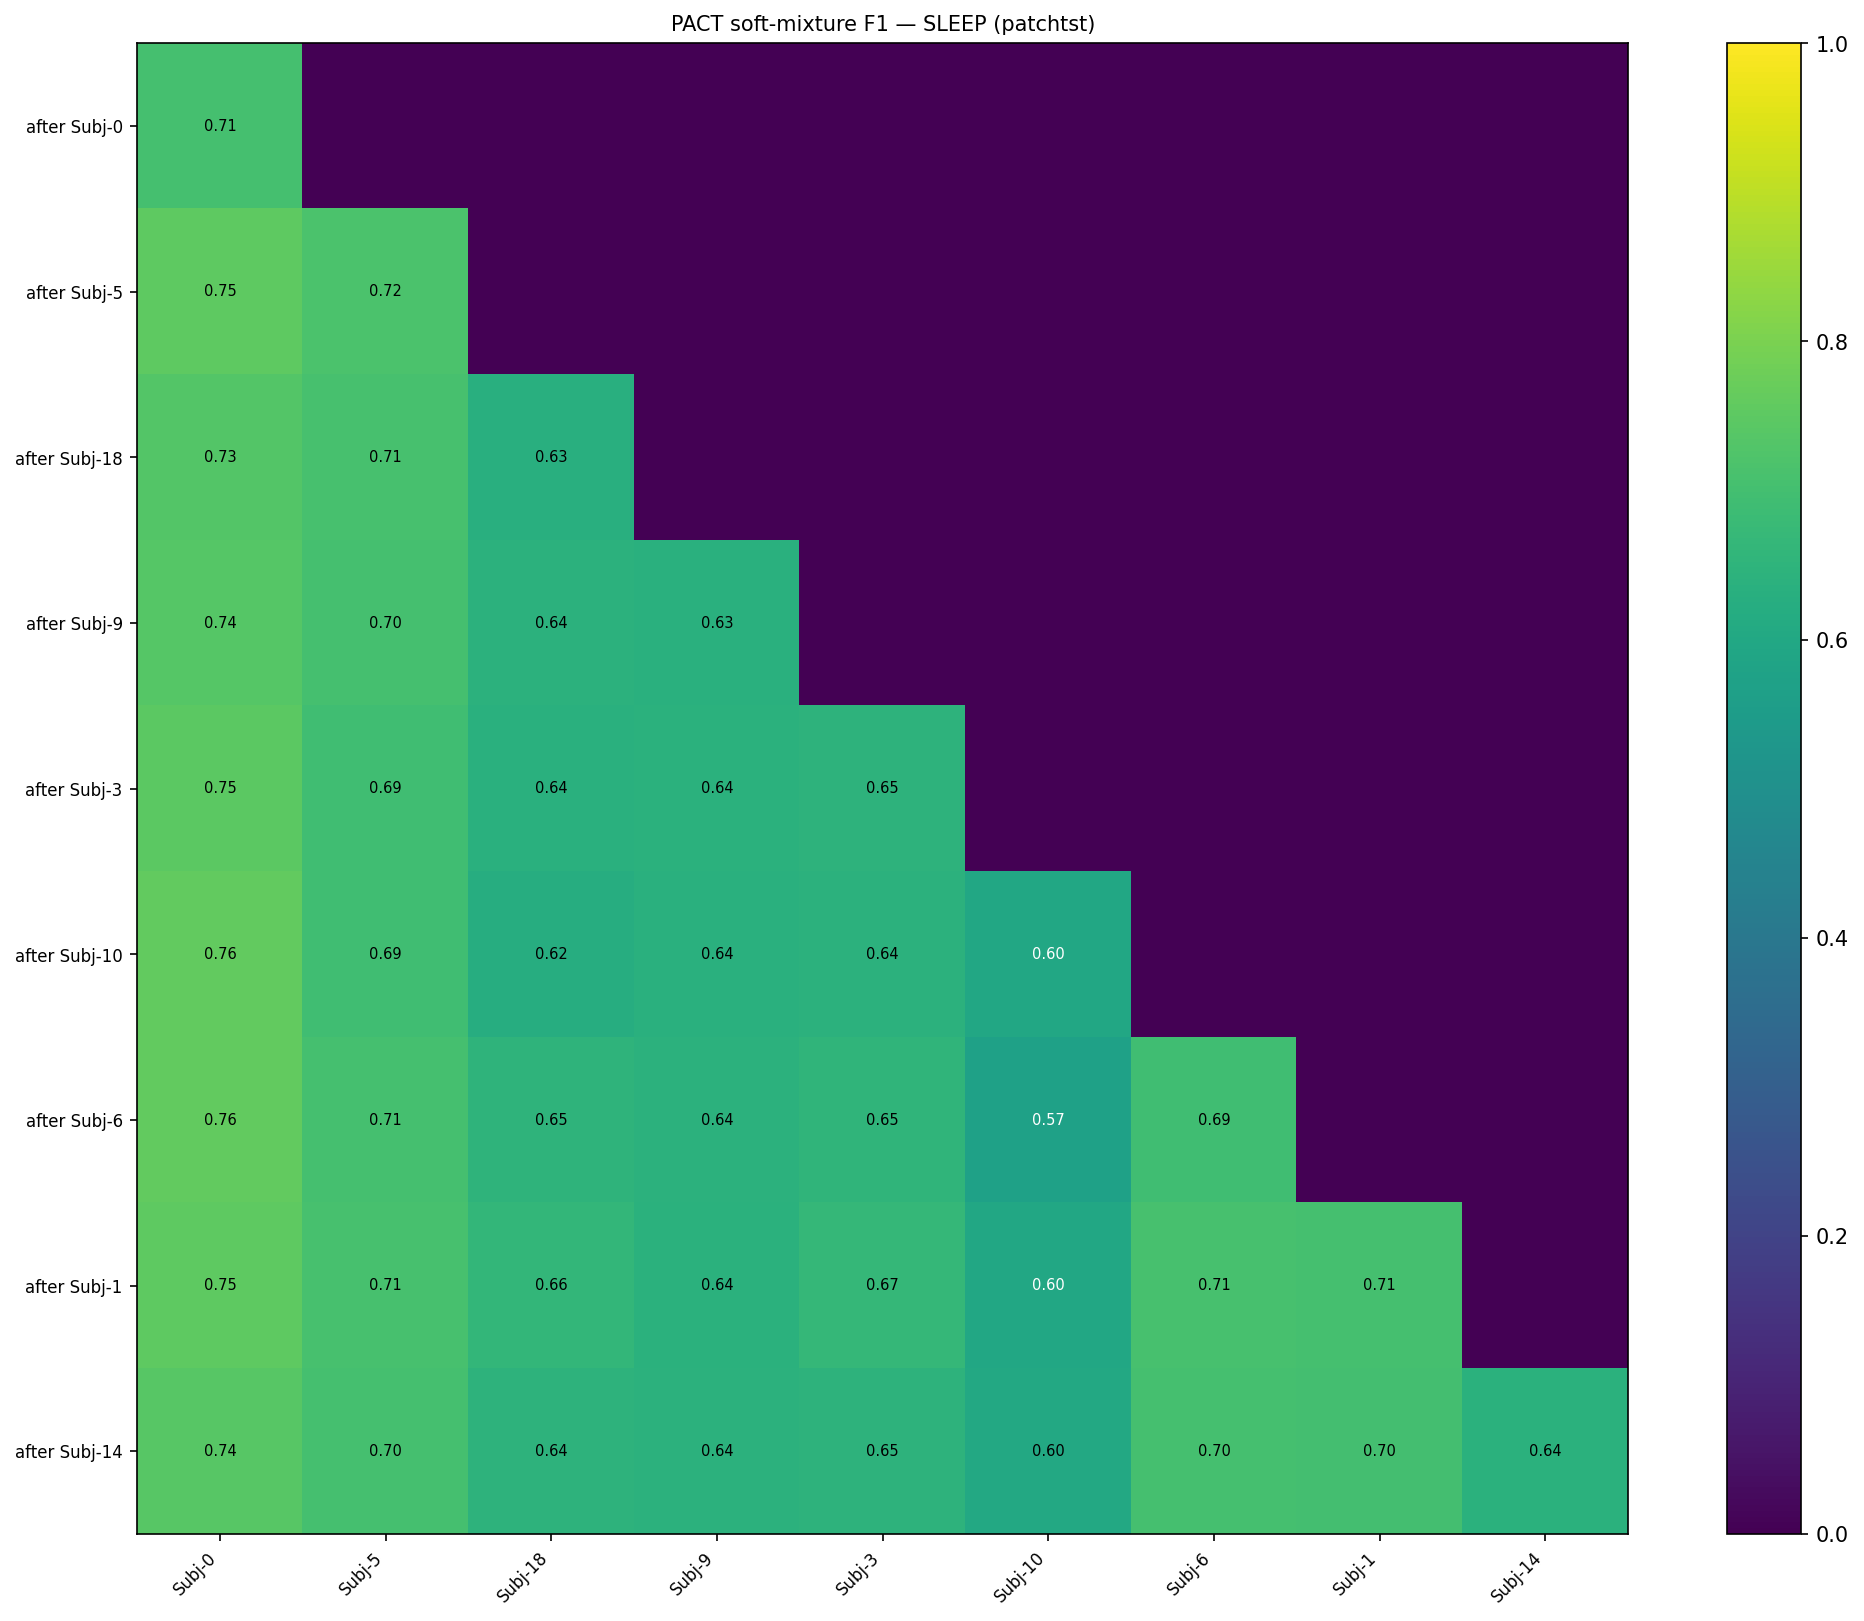 PACT soft-mixture F1 — SLEEP (patchtst)
after Subj-0 0.71
after Subj-5 0.75 0.72
after Subj-18 0.73 0.71 0.63
after Subj-9 0.74 0.70 0.64 0.63
after Subj-3 0.75 0.69 0.64 0.64 0.65
after Subj-10 0.76 0.69 0.62 0.64 0.64 0.60
after Subj-6 0.76 0.71 0.65 0.64 0.65 0.57 0.69
after Subj-1 0.75 0.71 0.66 0.64 0.67 0.60 0.71 0.71
after Subj-14 0.74 0.70 0.64 0.64 0.65 0.60 0.70 0.70 0.64
Subj-0 Subj-5 Subj-18 Subj-9 Subj-3 Subj-10 Subj-6 Subj-1 Subj-14
1.0
0.8
0.6
0.4
0.2
0.0